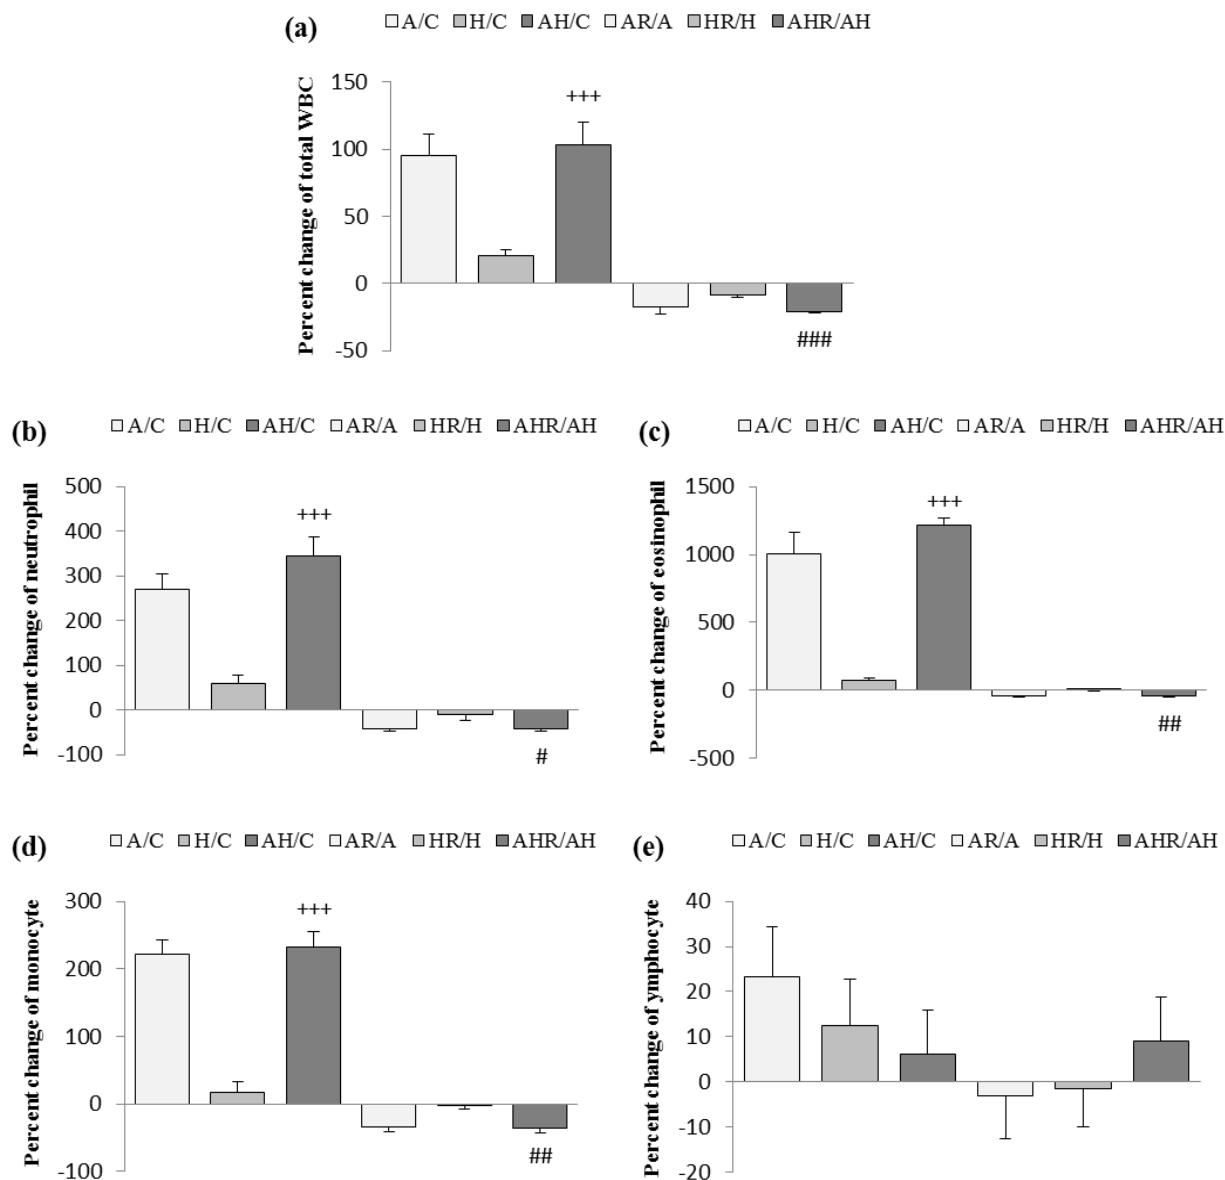 (a)
A/C H/C AH/C AR/A HR/H AHR/AH
Percent change of total WBC
150
100
50
0
-50
+++
###
(b)
A/C H/C AH/C AR/A HR/H AHR/AH
Percent change of neutrophil
500
400
300
200
100
0
-100
+++
#
(c)
A/C H/C AH/C AR/A HR/H AHR/AH
Percent change of eosinophil
1500
1000
500
0
-500
+++
##
(d)
A/C H/C AH/C AR/A HR/H AHR/AH
Percent change of monocyte
300
200
100
0
-100
+++
##
(e)
A/C H/C AH/C AR/A HR/H AHR/AH
Percent change of ymphocyte
40
30
20
10
0
-10
-20